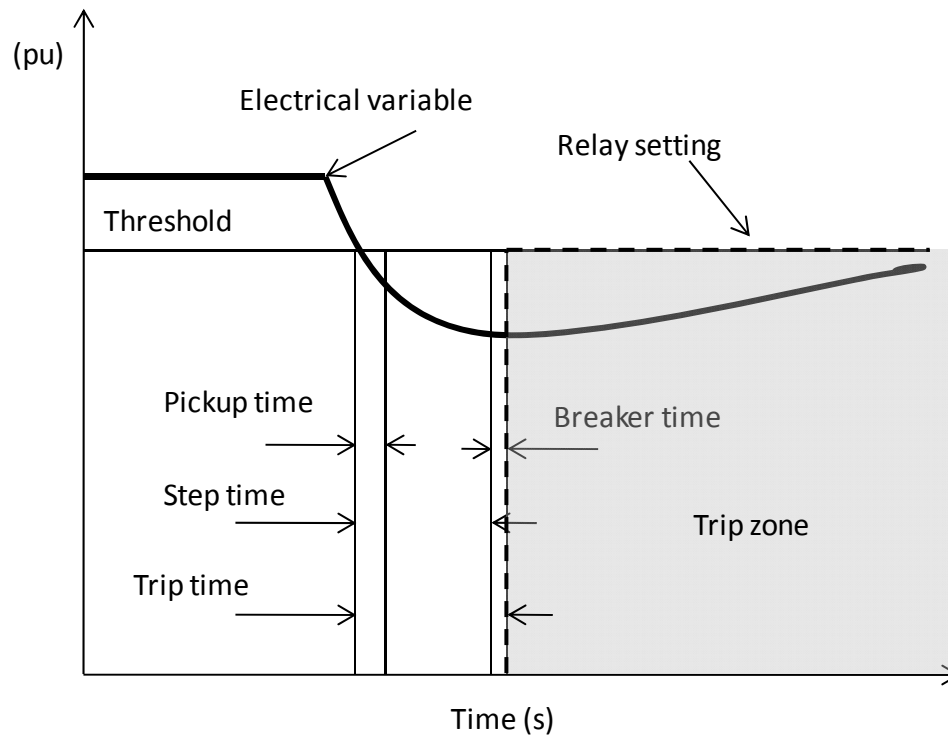 (pu)
Electrical variable
Relay setting
Threshold
Pickup time
Breaker time
Step time
Trip zone
Trip time
Time (s)